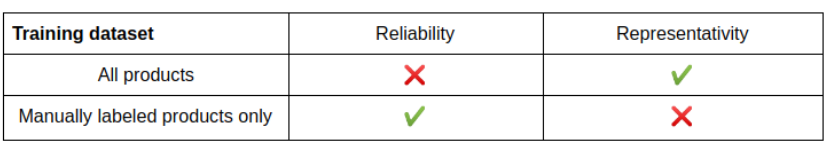 Training dataset Reliability Representativity
All products ❌ ✔
Manually labeled products only ✔ ❌